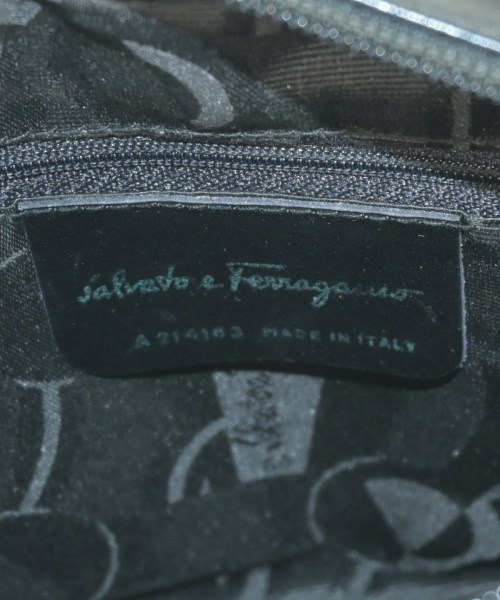 Salvatore Ferragamo
A 214163 MADE IN ITALY